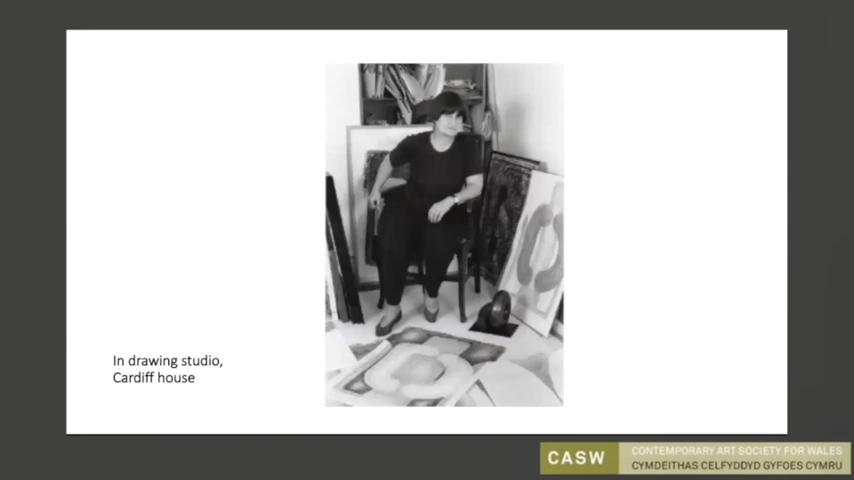 In drawing studio,
Cardiff house
CASW
CONTEMPORARY ART SOCIETY FOR WALES
CYMDEITHAS CELFYDDYD GYFOES CYMRU